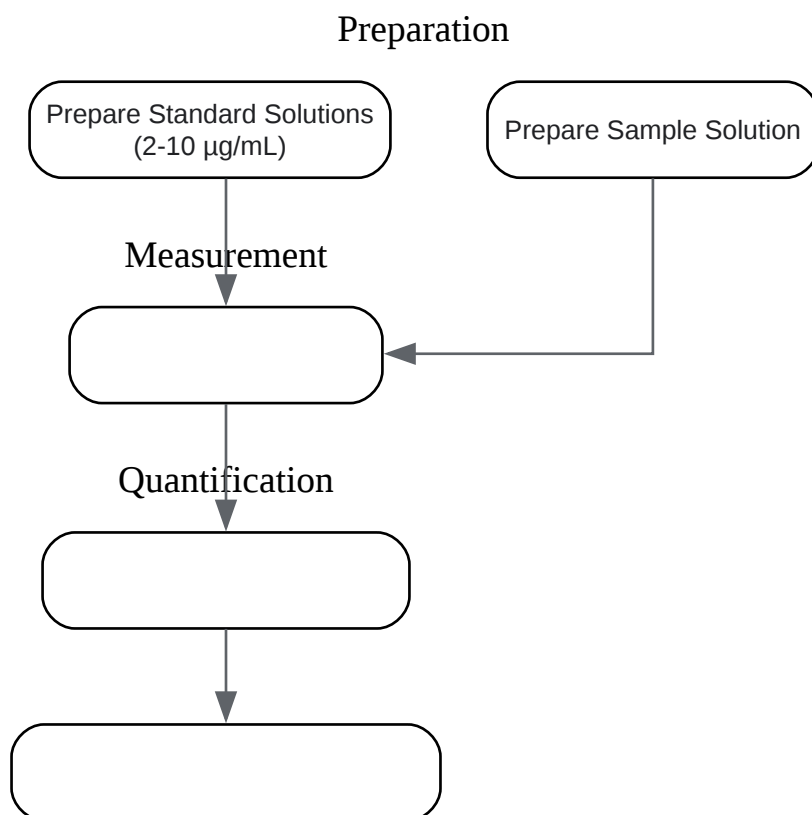 Preparation
Prepare Standard Solutions
(2-10 µg/mL)
Prepare Sample Solution
Measurement
Quantification